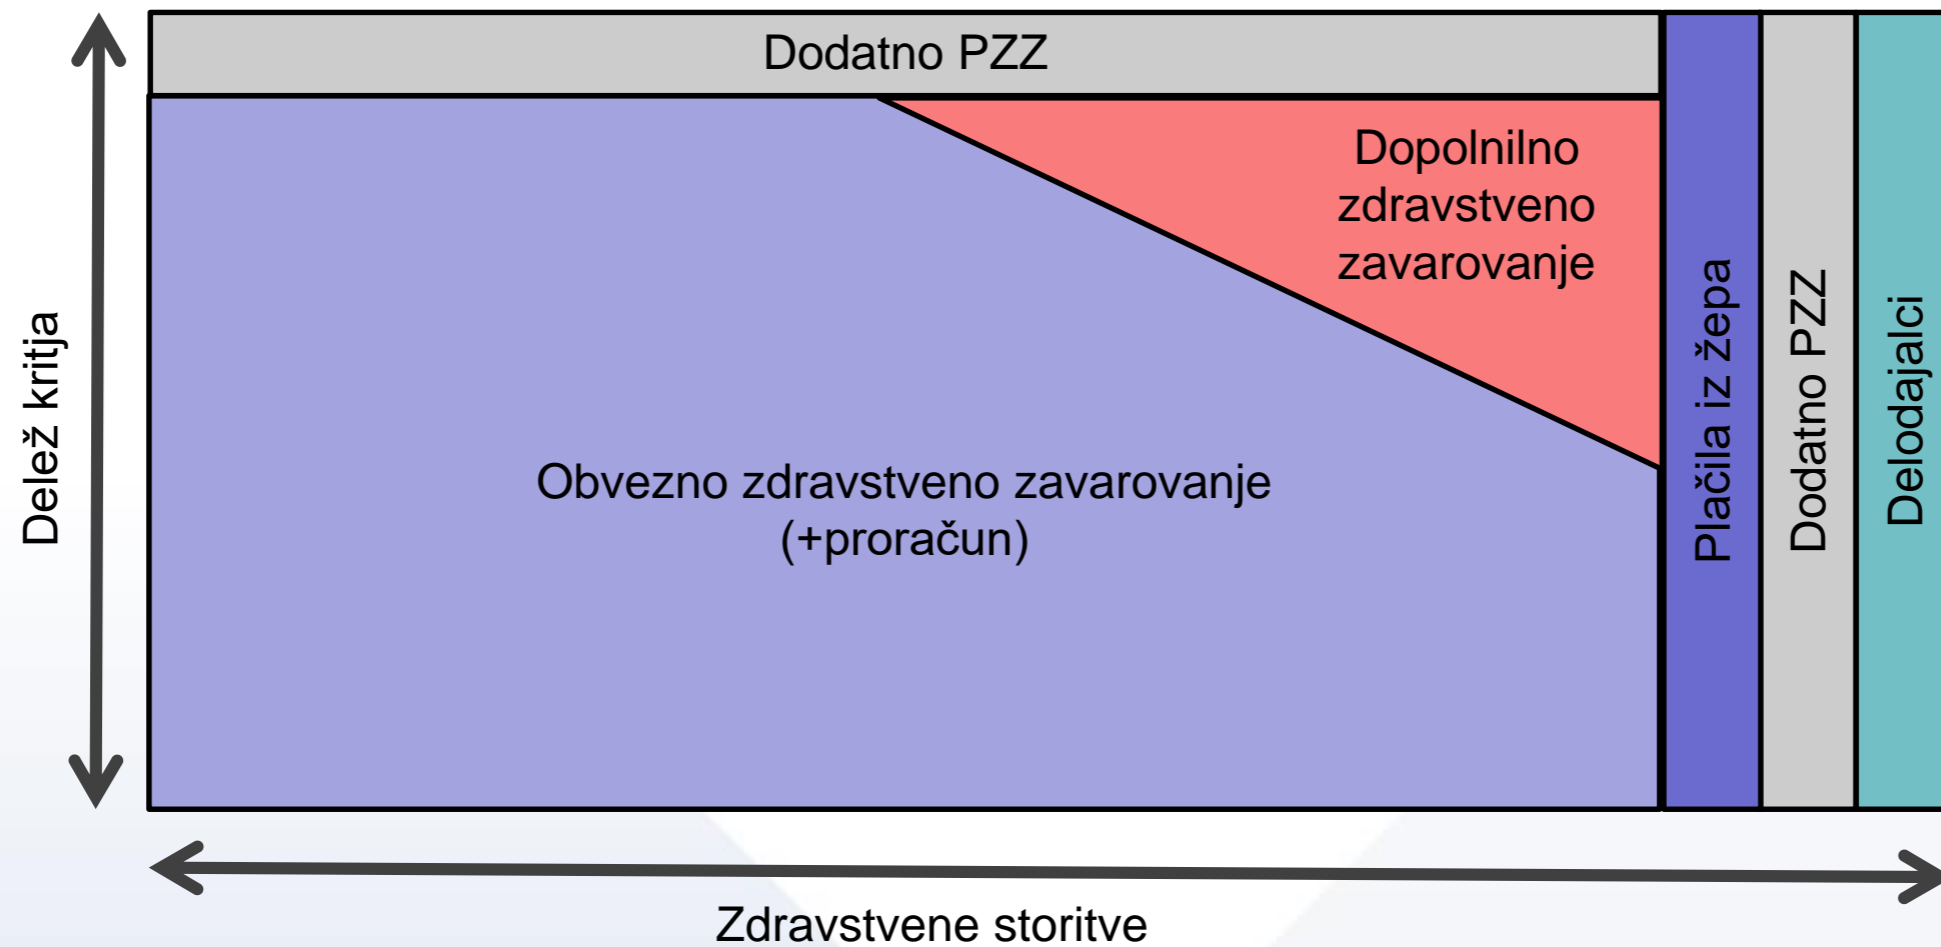 Dodatno PZZ
Dopolnilno
zdravstveno
zavarovanje
Obvezno zdravstveno zavarovanje
(+proračun)
Delež kritja
Plačila iz žepa
Dodatno PZZ
Delodajalci
Zdravstvene storitve